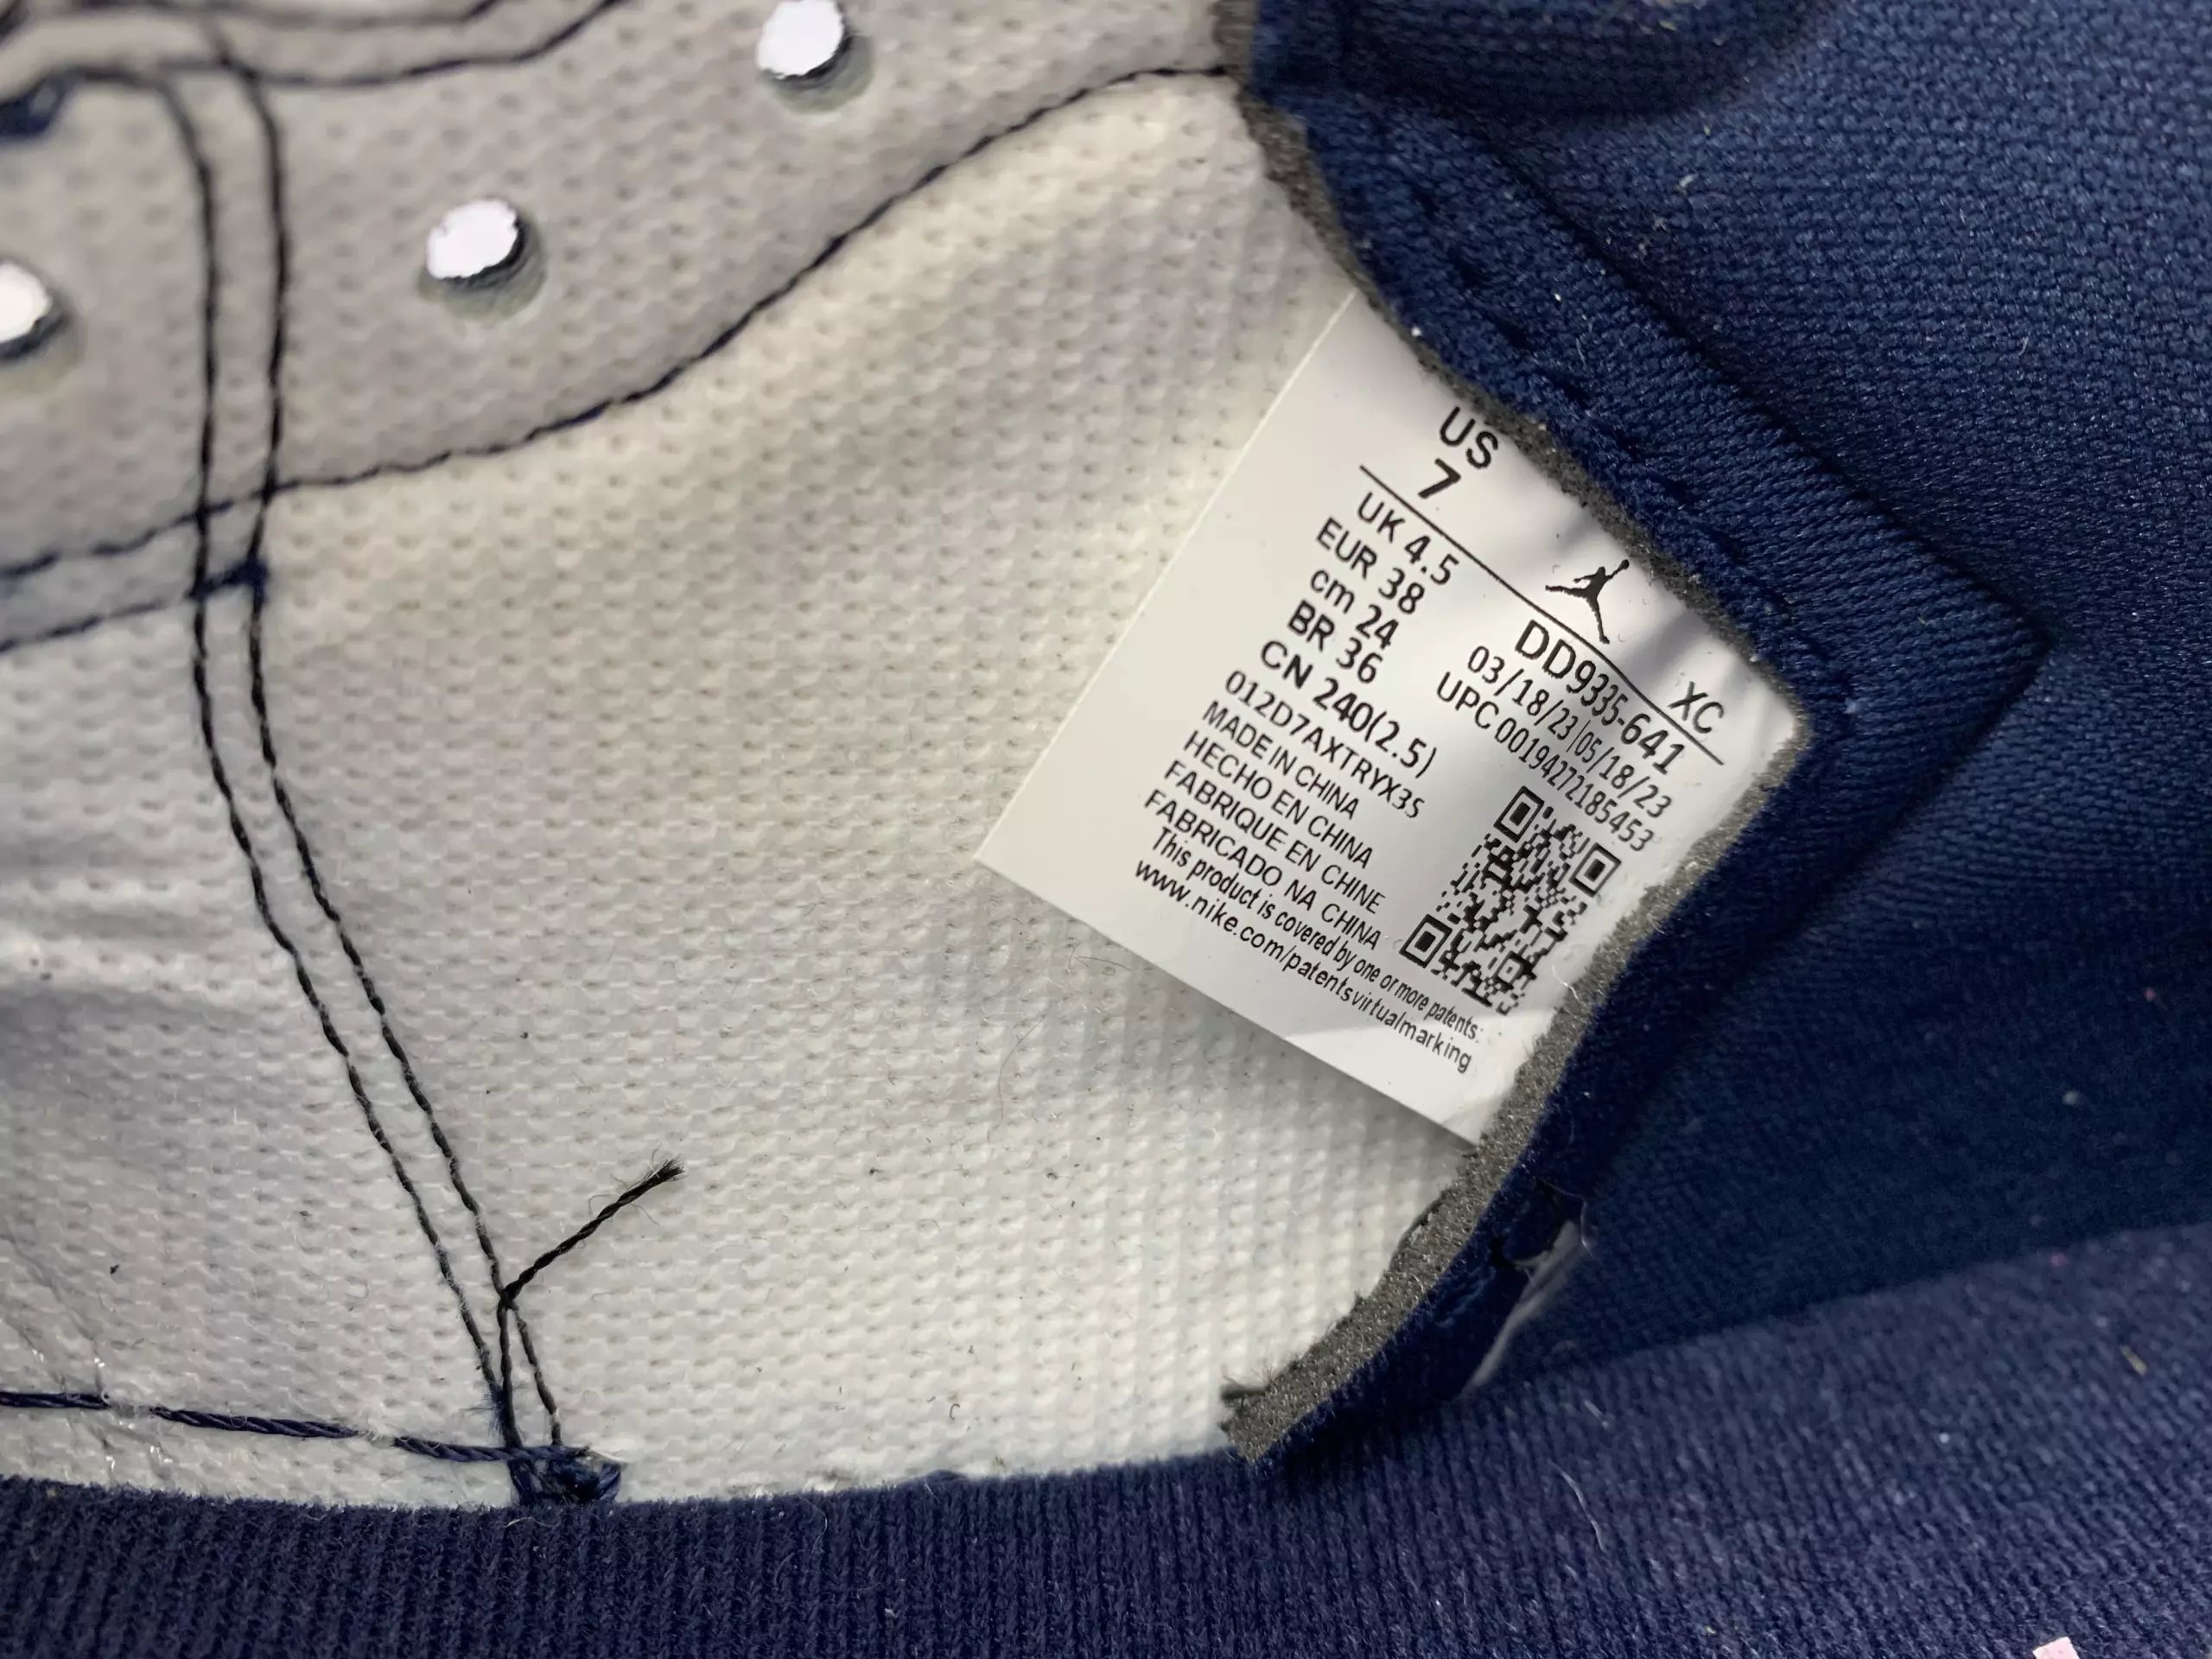 US
7
UK 4.5
EUR 38
cm 24
BR 36
CN 240(2.5)
XC
DD9335-641
03/18/23|05/18/23
UPC 00194272185453
012D7AXTRYX3S
MADE IN CHINA
HECHO EN CHINA
FABRIQUE EN CHINE
FABRICADO NA CHINA
This product is covered by one or more patents:
www.nike.com/patentsvirtualmarking